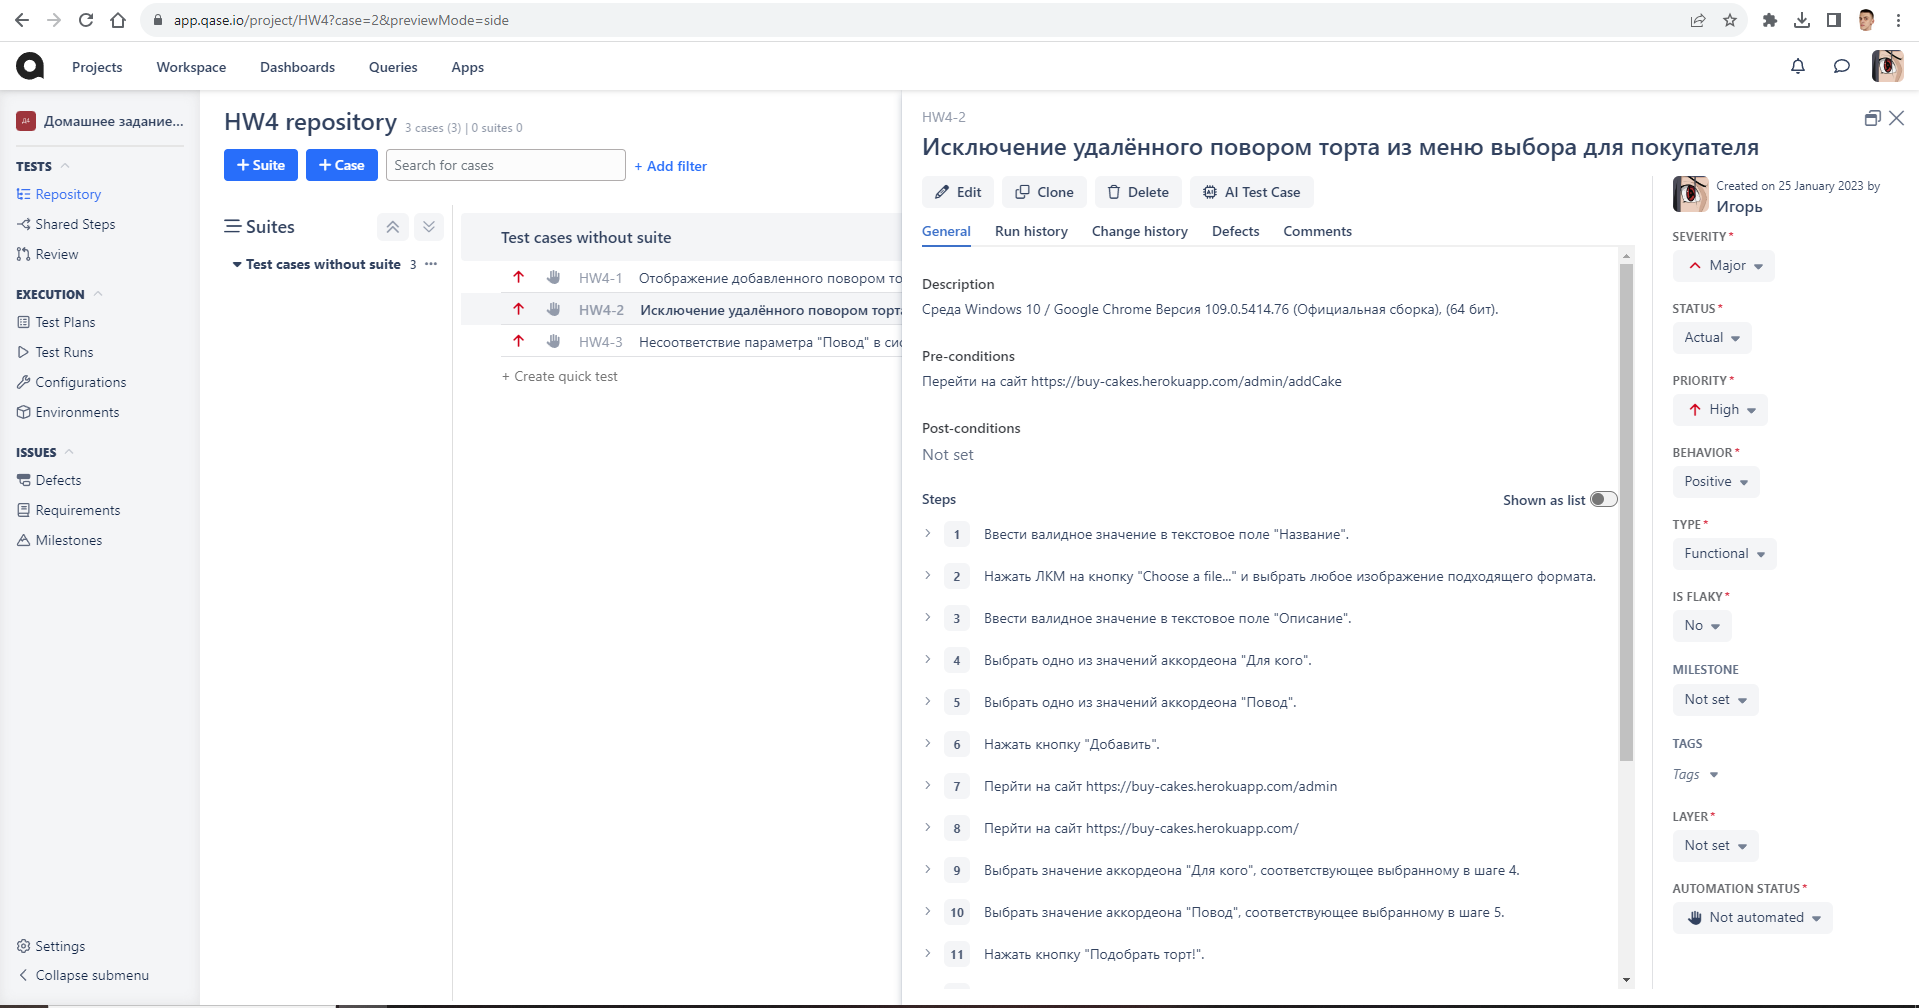 app.qase.io/project/HW4?case=2&previewMode=side
Projects
Workspace
Dashboards
Queries
Apps
Домашнее задание...
TESTS
Repository
Shared Steps
Review
EXECUTION
Test Plans
Test Runs
Configurations
Environments
ISSUES
Defects
Requirements
Milestones
Settings
Collapse submenu
HW4 repository 3 cases (3) | 0 suites 0
+ Suite
+ Case
Search for cases
+ Add filter
Suites
Test cases without suite 3 ...
Test cases without suite
HW4-1 Отображение добавленного повором то
HW4-2 Исключение удалённого повором торта
HW4-3 Несоответствие параметра "Повод" в сис
+ Create quick test
HW4-2
Исключение удалённого повором торта из меню выбора для покупателя
Edit
Clone
Delete
AI Test Case
General
Run history
Change history
Defects
Comments
Description
Среда Windows 10 / Google Chrome Версия 109.0.5414.76 (Официальная сборка), (64 бит).
Pre-conditions
Перейти на сайт https://buy-cakes.herokuapp.com/admin/addCake
Post-conditions
Not set
Steps
Shown as list
1 Ввести валидное значение в текстовое поле "Название".
2 Нажать ЛКМ на кнопку "Choose a file..." и выбрать любое изображение подходящего формата.
3 Ввести валидное значение в текстовое поле "Описание".
4 Выбрать одно из значений аккордеона "Для кого".
5 Выбрать одно из значений аккордеона "Повод".
6 Нажать кнопку "Добавить".
7 Перйти на сайт https://buy-cakes.herokuapp.com/admin
8 Перйти на сайт https://buy-cakes.herokuapp.com/
9 Выбрать значение аккордеона "Для кого", соответствующее выбранному в шаге 4.
10 Выбрать значение аккордеона "Повод", соответствующее выбранному в шаге 5.
11 Нажать кнопку "Подобрать торт!".
Created on 25 January 2023 by
Игорь
SEVERITY*
Major
STATUS*
Actual
PRIORITY*
High
BEHAVIOR*
Positive
TYPE*
Functional
IS FLAKY*
No
MILESTONE
Not set
TAGS
Tags
LAYER*
Not set
AUTOMATION STATUS*
Not automated